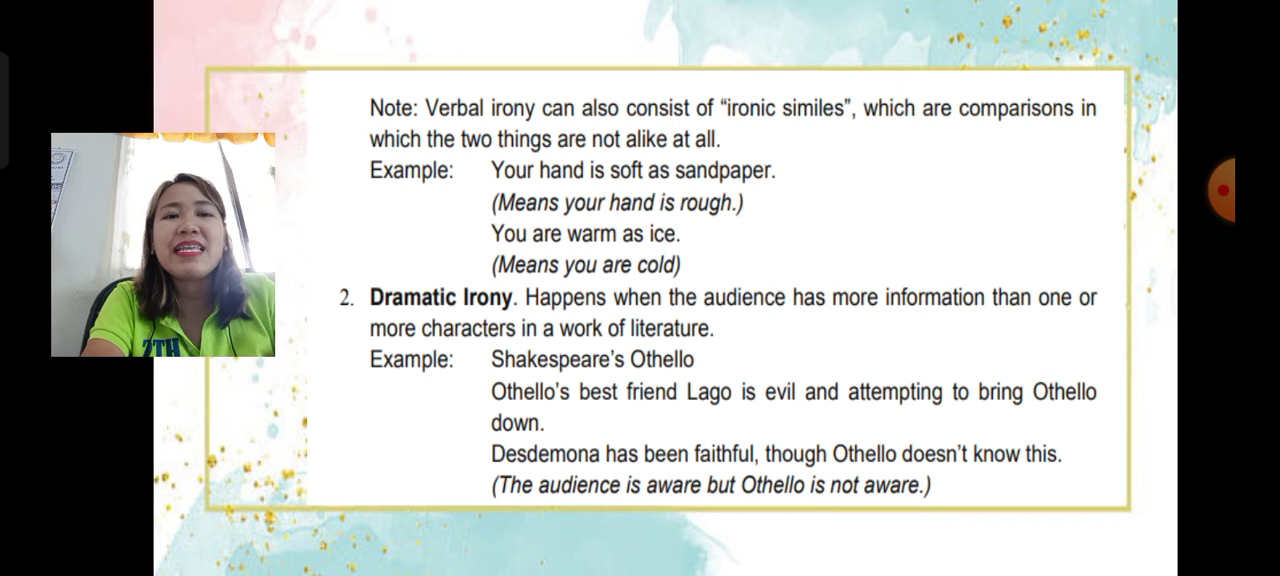 Note: Verbal irony can also consist of “ironic similes”, which are comparisons in
which the two things are not alike at all.
Example: Your hand is soft as sandpaper.
(Means your hand is rough.)
You are warm as ice.
(Means you are cold)
2. Dramatic Irony. Happens when the audience has more information than one or
more characters in a work of literature.
Example: Shakespeare’s Othello
Othello’s best friend Lago is evil and attempting to bring Othello
down.
Desdemona has been faithful, though Othello doesn’t know this.
(The audience is aware but Othello is not aware.)
ZTH